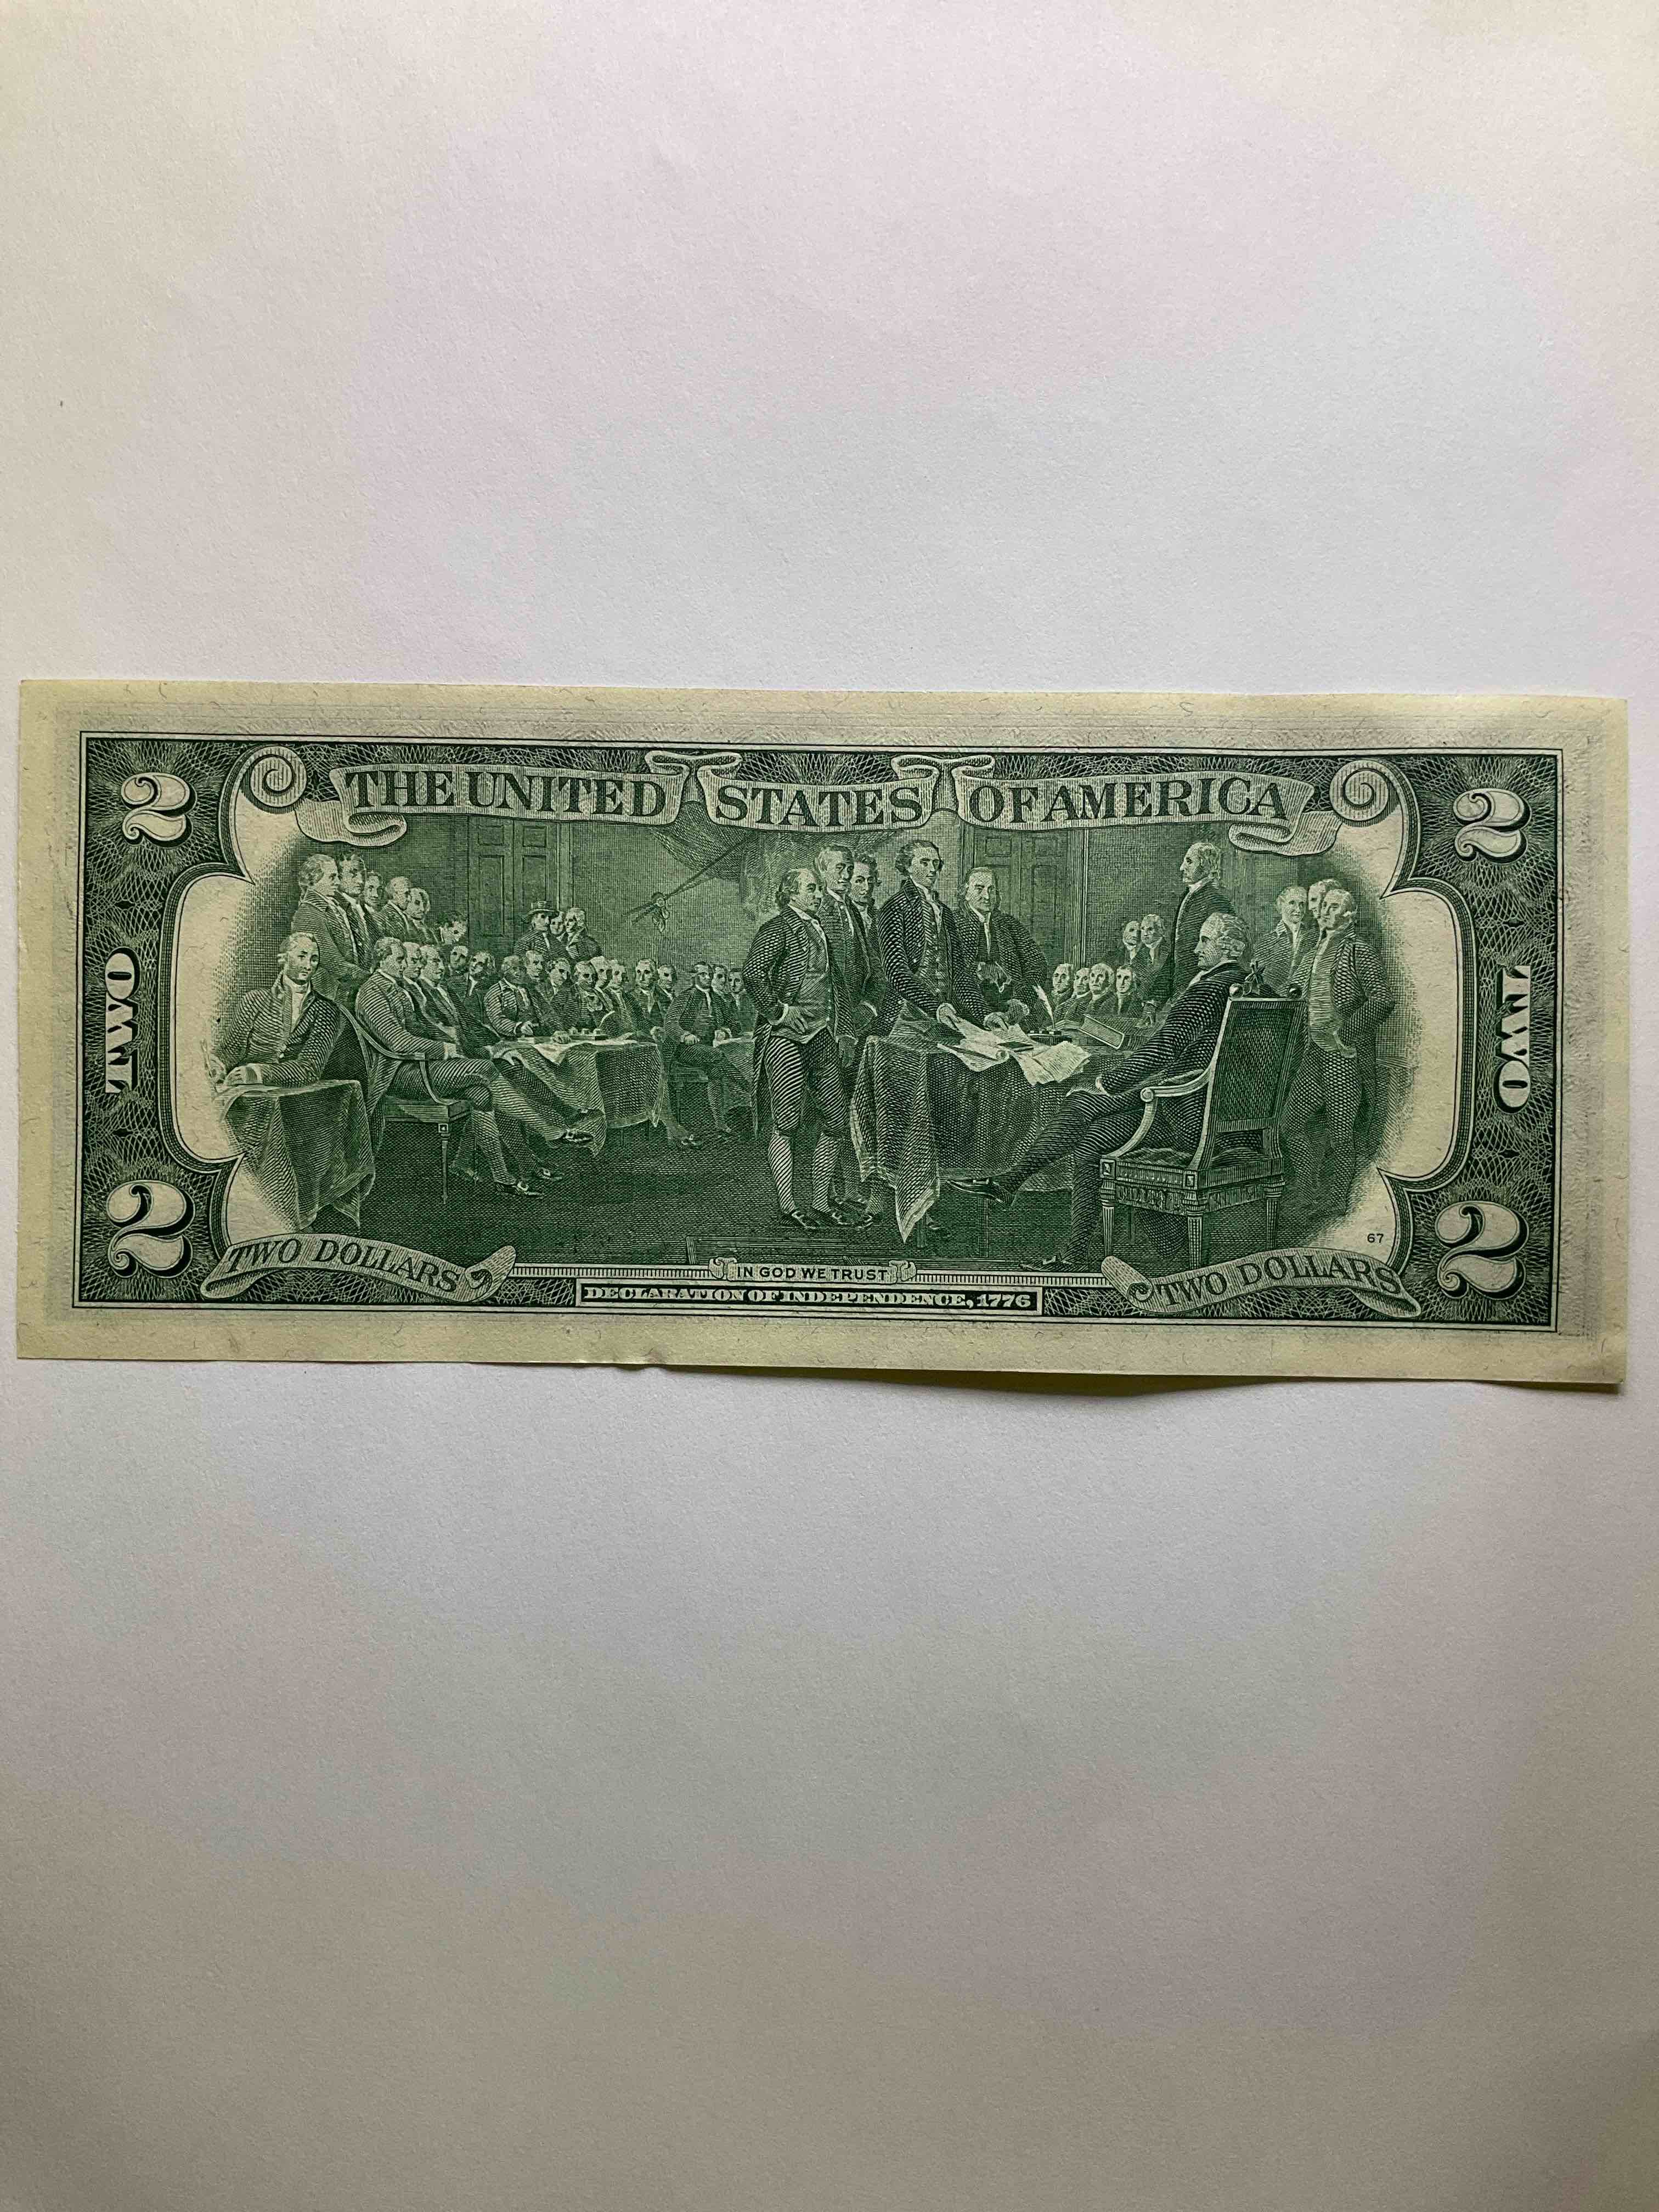 THE UNITED STATES OF AMERICA
2
2
TWO
TWO
2
2
67
TWO DOLLARS
TWO DOLLARS
IN GOD WE TRUST
DECLARATION OF INDEPENDENCE, 1776